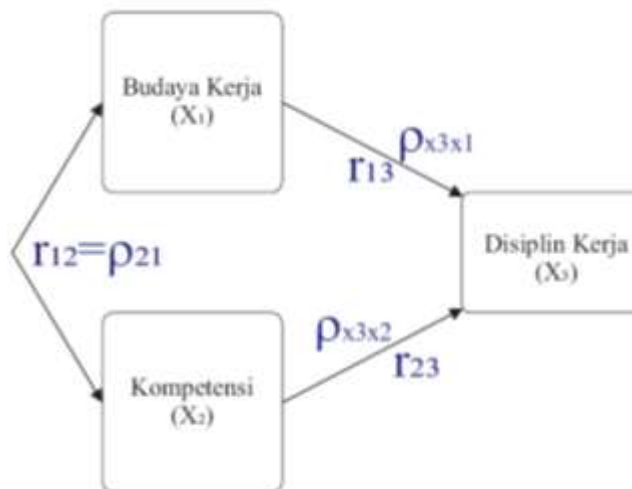 Budaya Kerja
(X₁)
ρx3x1
r13
r12=ρ21
Disiplin Kerja
(X₃)
ρx3x2
r23
Kompetensi
(X₂)